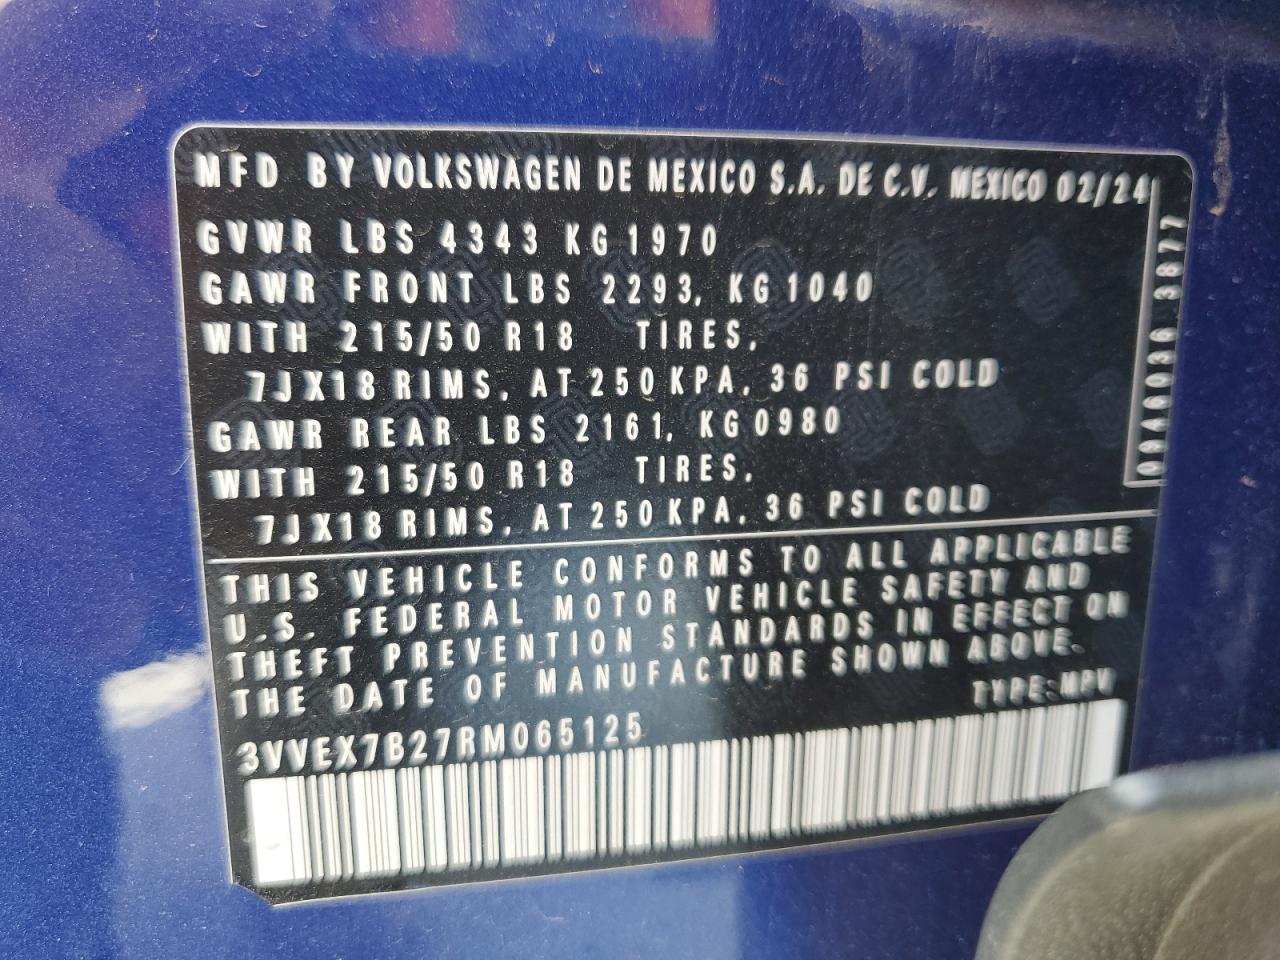 MFD BY VOLKSWAGEN DE MEXICO S.A. DE C.V. MEXICO 02/24
GVWR LBS 4343 KG 1970
GAWR FRONT LBS 2293, KG 1040
WITH 215/50 R18 TIRES,
7JX18 RIMS, AT 250 KPA, 36 PSI COLD
GAWR REAR LBS 2161, KG 0980
WITH 215/50 R18 TIRES,
7JX18 RIMS, AT 250 KPA, 36 PSI COLD
THIS VEHICLE CONFORMS TO ALL APPLICABLE
U.S. FEDERAL MOTOR VEHICLE SAFETY AND
THEFT PREVENTION STANDARDS IN EFFECT ON
THE DATE OF MANUFACTURE SHOWN ABOVE.
TYPE:MPV
3VVEX7B27RM065125